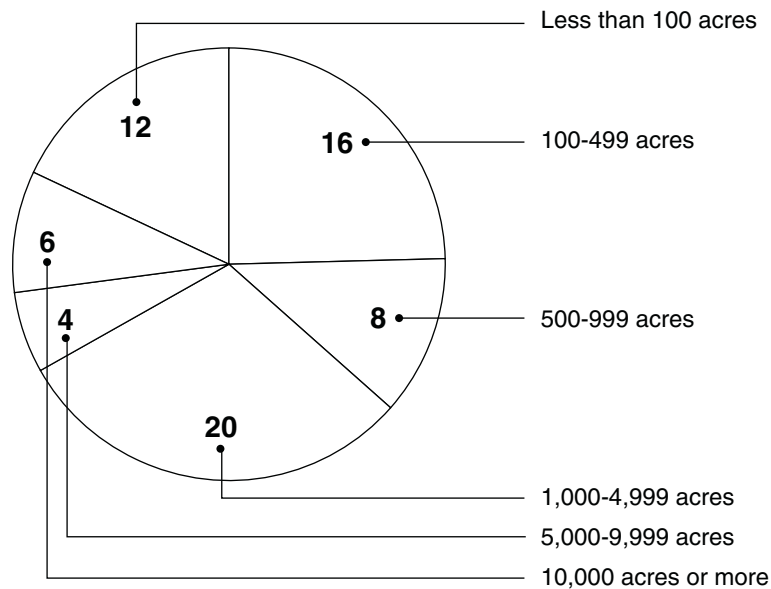 Less than 100 acres
12
16
100-499 acres
6
4
8
500-999 acres
20
1,000-4,999 acres
5,000-9,999 acres
10,000 acres or more